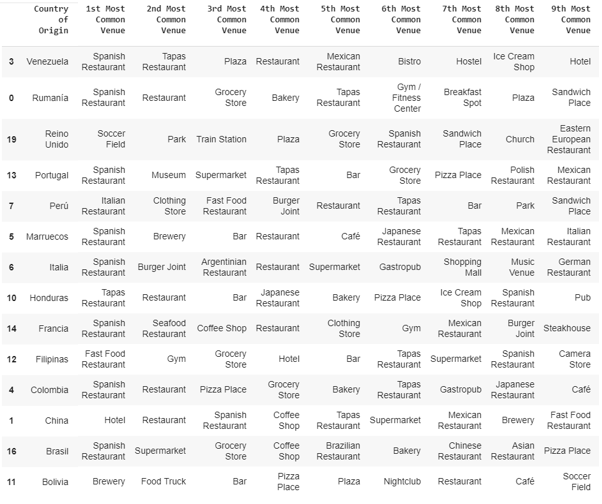 Country of Origin 1st Most Common Venue 2nd Most Common Venue 3rd Most Common Venue 4th Most Common Venue 5th Most Common Venue 6th Most Common Venue 7th Most Common Venue 8th Most Common Venue 9th Most Common Venue
3 Venezuela Spanish Restaurant Tapas Restaurant Plaza Restaurant Mexican Restaurant Bistro Hostel Ice Cream Shop Hotel
0 Rumanía Spanish Restaurant Restaurant Grocery Store Bakery Tapas Restaurant Gym / Fitness Center Breakfast Spot Plaza Sandwich Place
19 Reino Unido Soccer Field Park Train Station Plaza Grocery Store Spanish Restaurant Sandwich Place Church Eastern European Restaurant
13 Portugal Spanish Restaurant Museum Supermarket Tapas Restaurant Bar Grocery Store Pizza Place Polish Restaurant Mexican Restaurant
7 Perú Italian Restaurant Clothing Store Fast Food Restaurant Burger Joint Restaurant Tapas Restaurant Bar Park Sandwich Place
5 Marruecos Spanish Restaurant Brewery Bar Restaurant Café Japanese Restaurant Tapas Restaurant Mexican Restaurant Italian Restaurant
6 Italia Spanish Restaurant Burger Joint Argentinian Restaurant Restaurant Supermarket Gastropub Shopping Mall Music Venue German Restaurant
10 Honduras Tapas Restaurant Restaurant Bar Japanese Restaurant Bakery Pizza Place Ice Cream Shop Spanish Restaurant Pub
14 Francia Spanish Restaurant Seafood Restaurant Coffee Shop Restaurant Clothing Store Gym Mexican Restaurant Burger Joint Steakhouse
12 Filipinas Fast Food Restaurant Gym Grocery Store Hotel Bar Tapas Restaurant Supermarket Spanish Restaurant Camera Store
4 Colombia Spanish Restaurant Restaurant Pizza Place Grocery Store Bakery Tapas Restaurant Gastropub Japanese Restaurant Café
1 China Hotel Restaurant Spanish Restaurant Coffee Shop Tapas Restaurant Supermarket Mexican Restaurant Brewery Fast Food Restaurant
16 Brasil Spanish Restaurant Supermarket Grocery Store Coffee Shop Brazilian Restaurant Bakery Chinese Restaurant Asian Restaurant Pizza Place
11 Bolivia Brewery Food Truck Bar Pizza Place Plaza Nightclub Restaurant Café Soccer Field